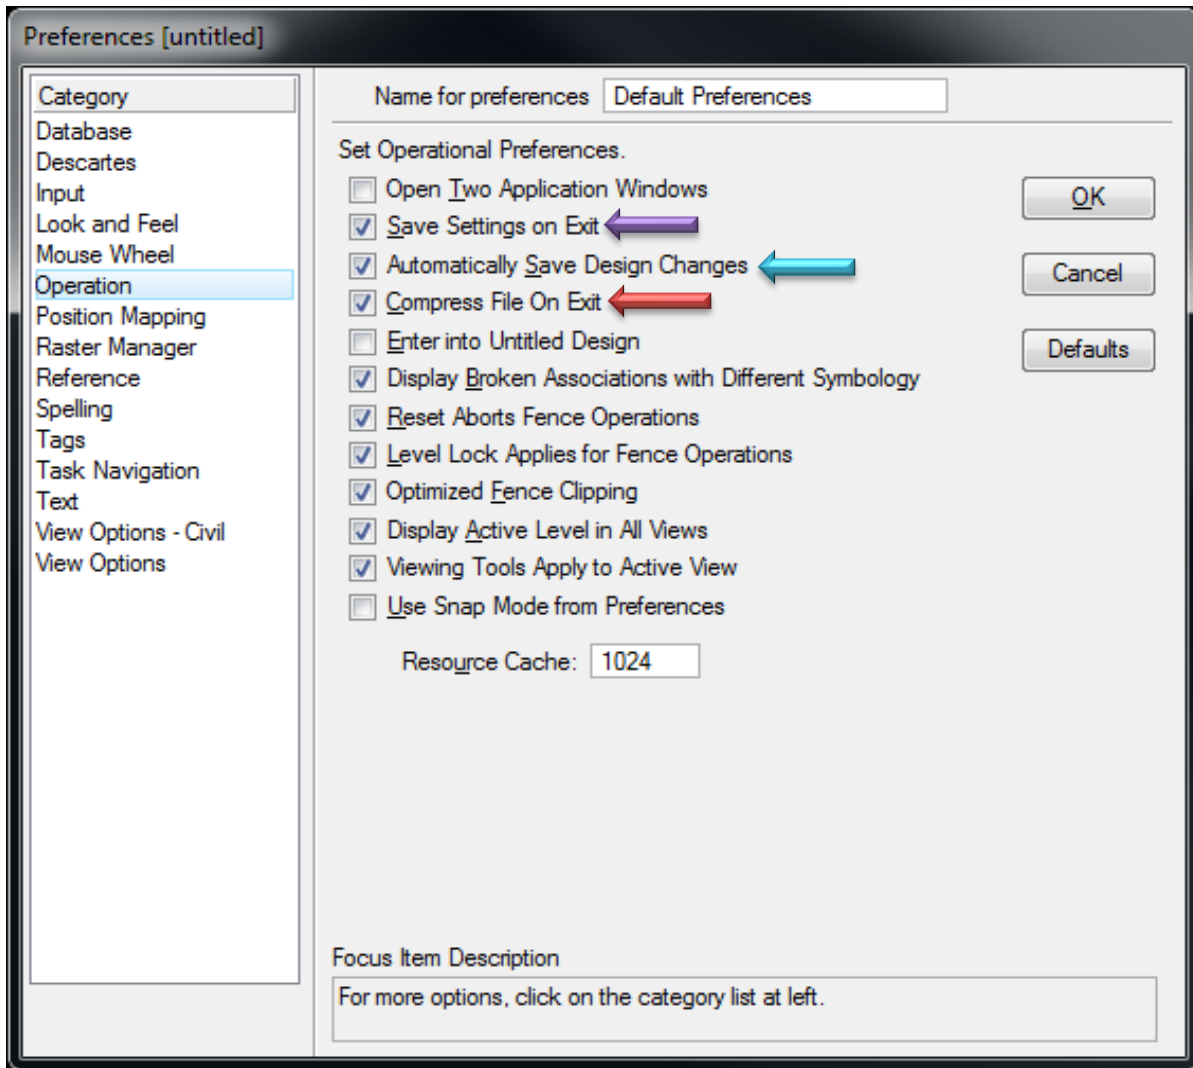 Preferences [untitled]
Category
Database
Descartes
Input
Look and Feel
Mouse Wheel
Operation
Position Mapping
Raster Manager
Reference
Spelling
Tags
Task Navigation
Text
View Options - Civil
View Options
Name for preferences Default Preferences
Set Operational Preferences.
Open Two Application Windows
Save Settings on Exit
Automatically Save Design Changes
Compress File On Exit
Enter into Untitled Design
Display Broken Associations with Different Symbology
Reset Aborts Fence Operations
Level Lock Applies for Fence Operations
Optimized Fence Clipping
Display Active Level in All Views
Viewing Tools Apply to Active View
Use Snap Mode from Preferences
Resource Cache: 1024
OK
Cancel
Defaults
Focus Item Description
For more options, click on the category list at left.